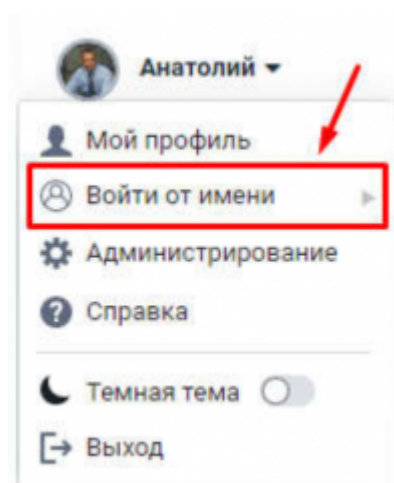 Анатолий
Мой профиль
Войти от имени
Администрирование
Справка
Темная тема
Выход